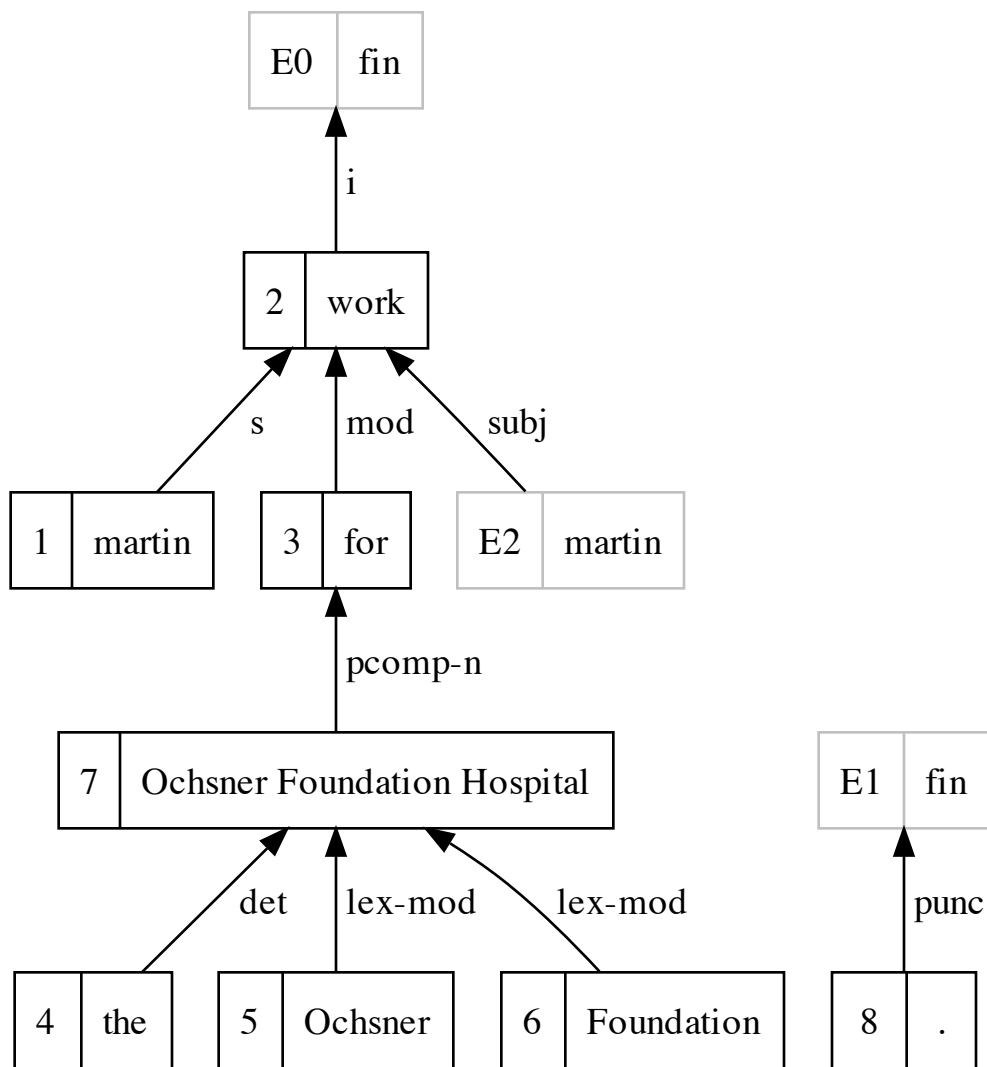 E0 fin
i
2 work
s mod subj
1 martin 3 for E2 martin
pcomp-n
7 Ochsner Foundation Hospital E1 fin
det lex-mod lex-mod punc
4 the 5 Ochsner 6 Foundation 8 .